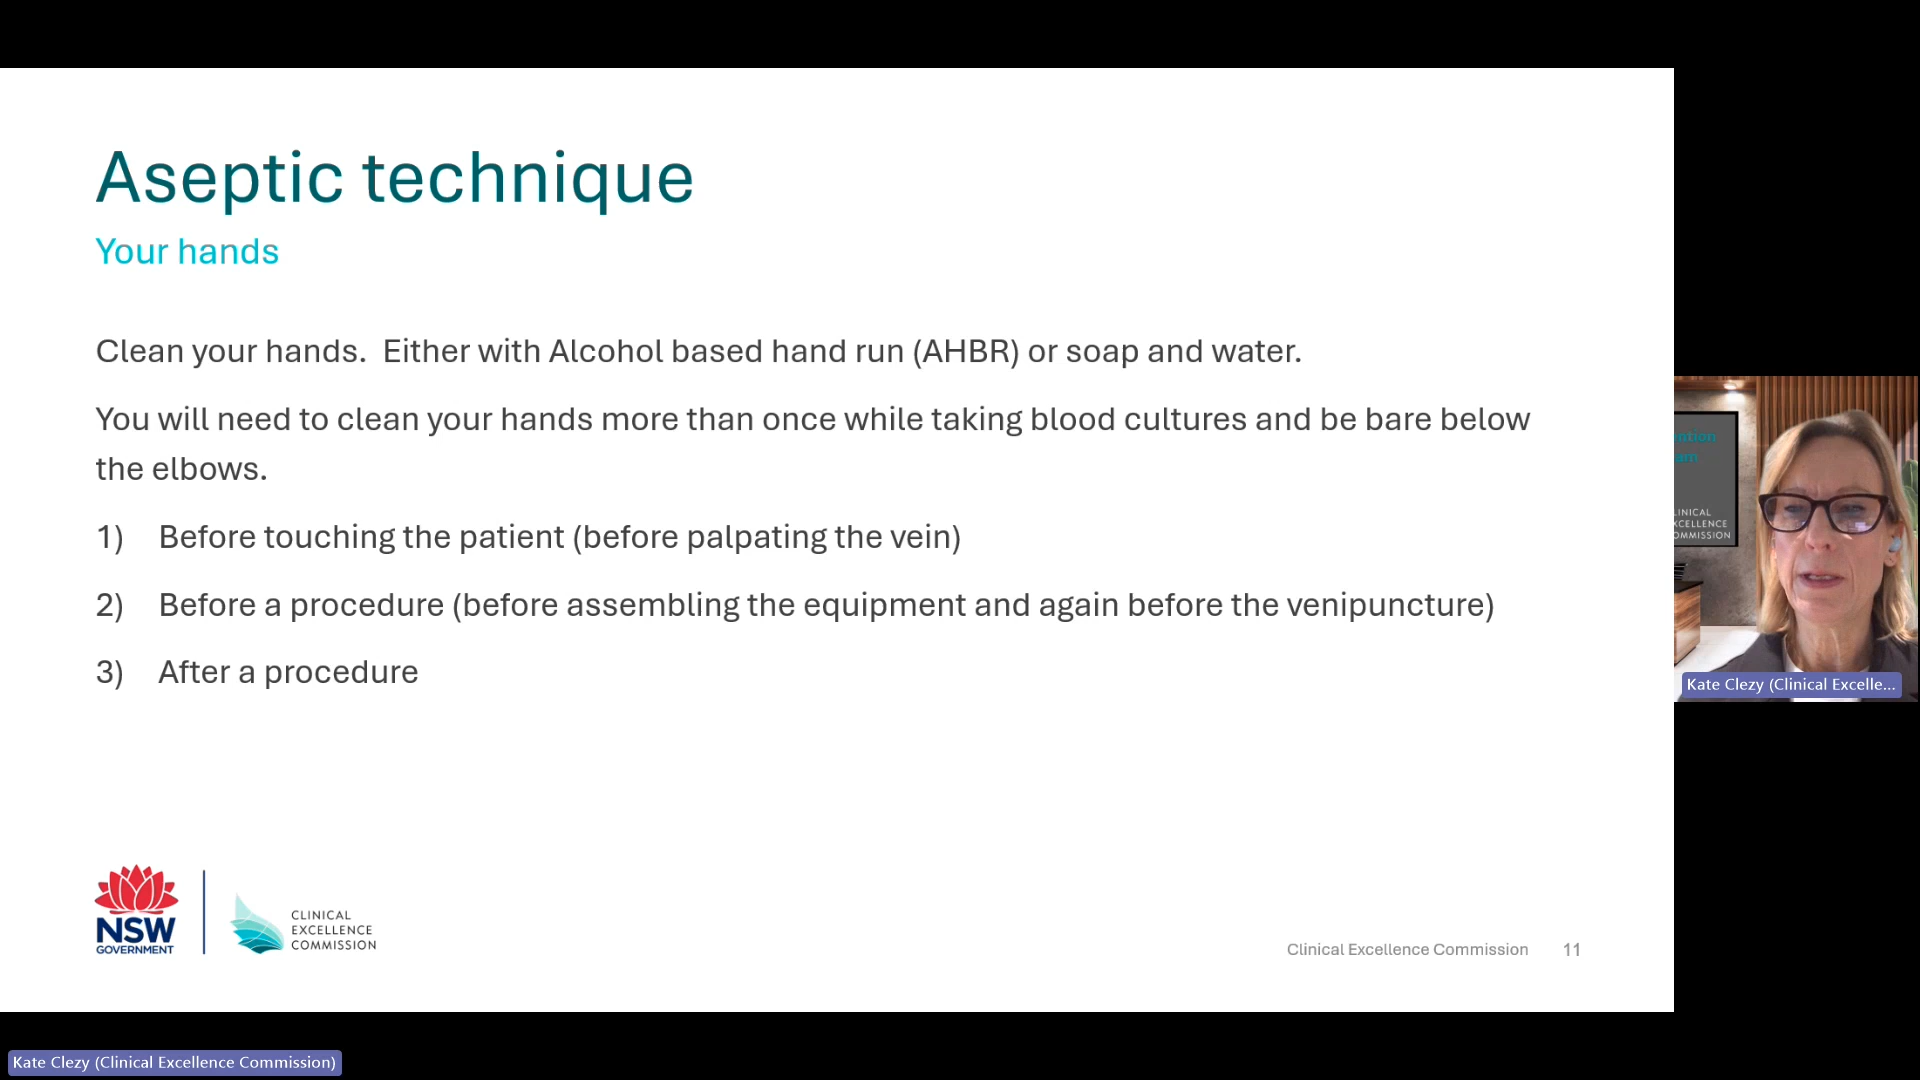 Aseptic technique
Your hands
Clean your hands.  Either with Alcohol based hand run (AHBR) or soap and water.
You will need to clean your hands more than once while taking blood cultures and be bare below
the elbows.
1) Before touching the patient (before palpating the vein)
2) Before a procedure (before assembling the equipment and again before the venipuncture)
3) After a procedure
NSW
GOVERNMENT
CLINICAL
EXCELLENCE
COMMISSION
Clinical Excellence Commission 11
Kate Clezy (Clinical Excelle...
Kate Clezy (Clinical Excellence Commission)